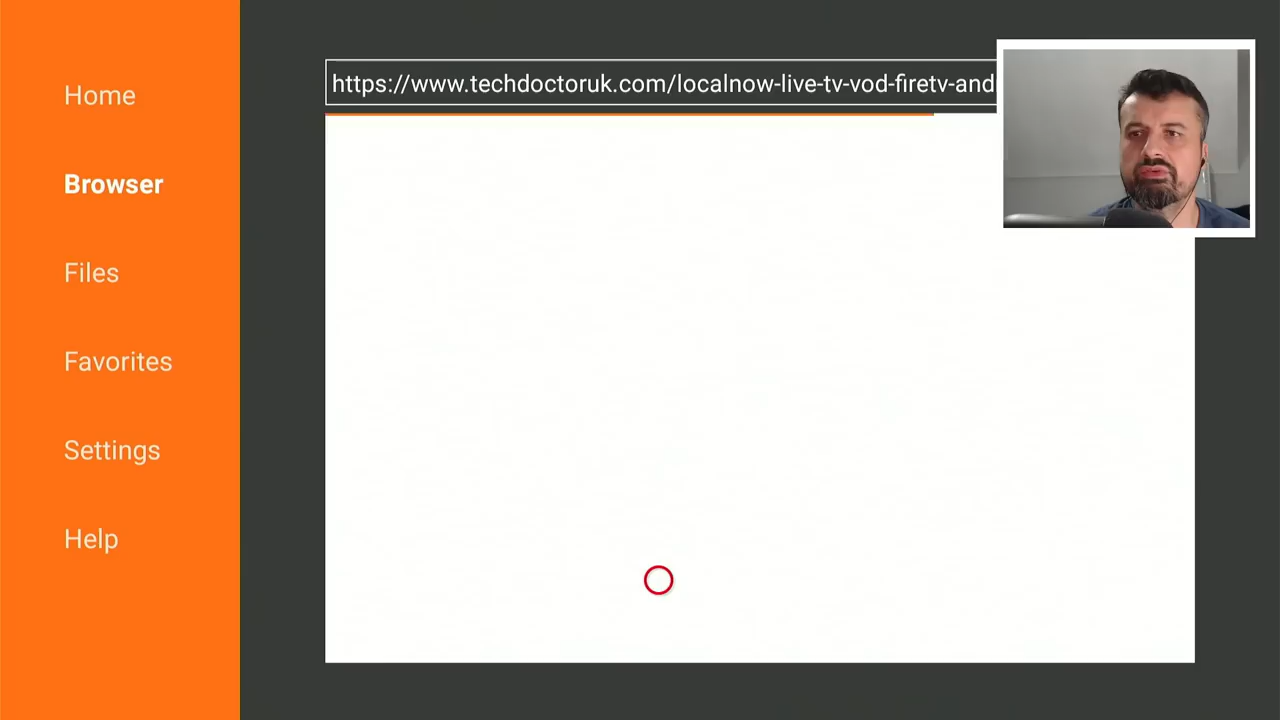 Home
Browser
Files
Favorites
Settings
Help
https://www.techdoctoruk.com/localnow-live-tv-vod-firetv-and